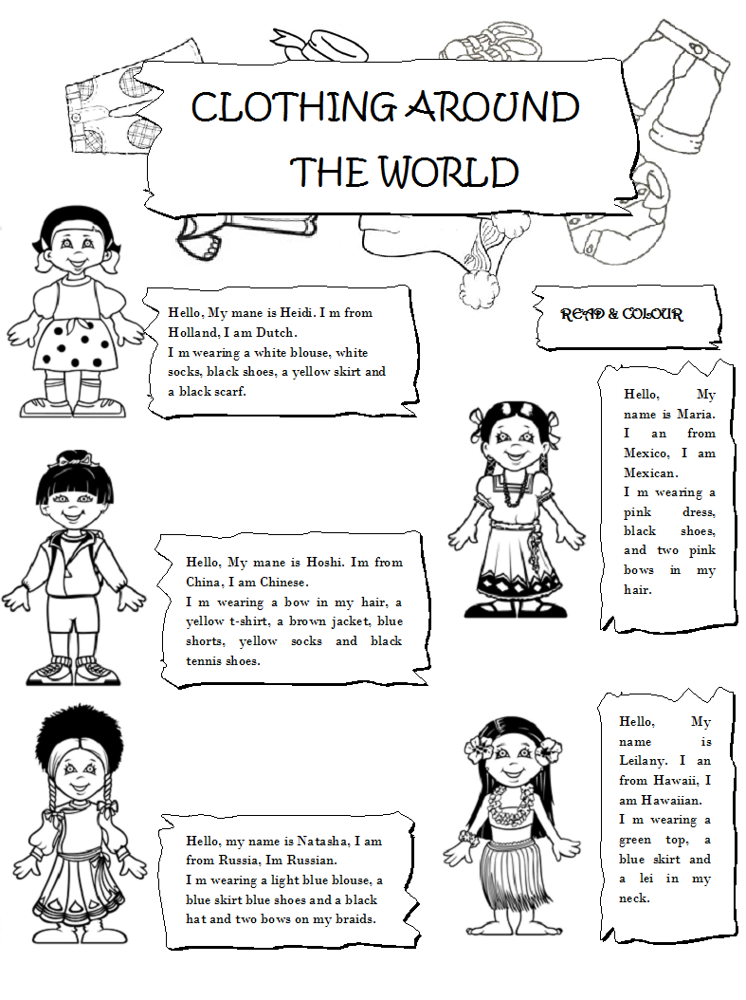 CLOTHING AROUND
THE WORLD
Hello, My mane is Heidi. I m from
Holland, I am Dutch.
I m wearing a white blouse, white
socks, black shoes, a yellow skirt and
a black scarf.
READ & COLOUR
Hello, My
name is Maria.
I an from
Mexico, I am
Mexican.
I m wearing a
pink dress,
black shoes,
and two pink
bows in my
hair.
Hello, My mane is Hoshi. Im from
China, I am Chinese.
I m wearing a bow in my hair, a
yellow t-shirt, a brown jacket, blue
shorts, yellow socks and black
tennis shoes.
Hello, My
name is
Leilany. I an
from Hawaii, I
am Hawaiian.
I m wearing a
green top, a
blue skirt and
a lei in my
neck.
Hello, my name is Natasha, I am
from Russia, Im Russian.
I m wearing a light blue blouse, a
blue skirt blue shoes and a black
hat and two bows on my braids.